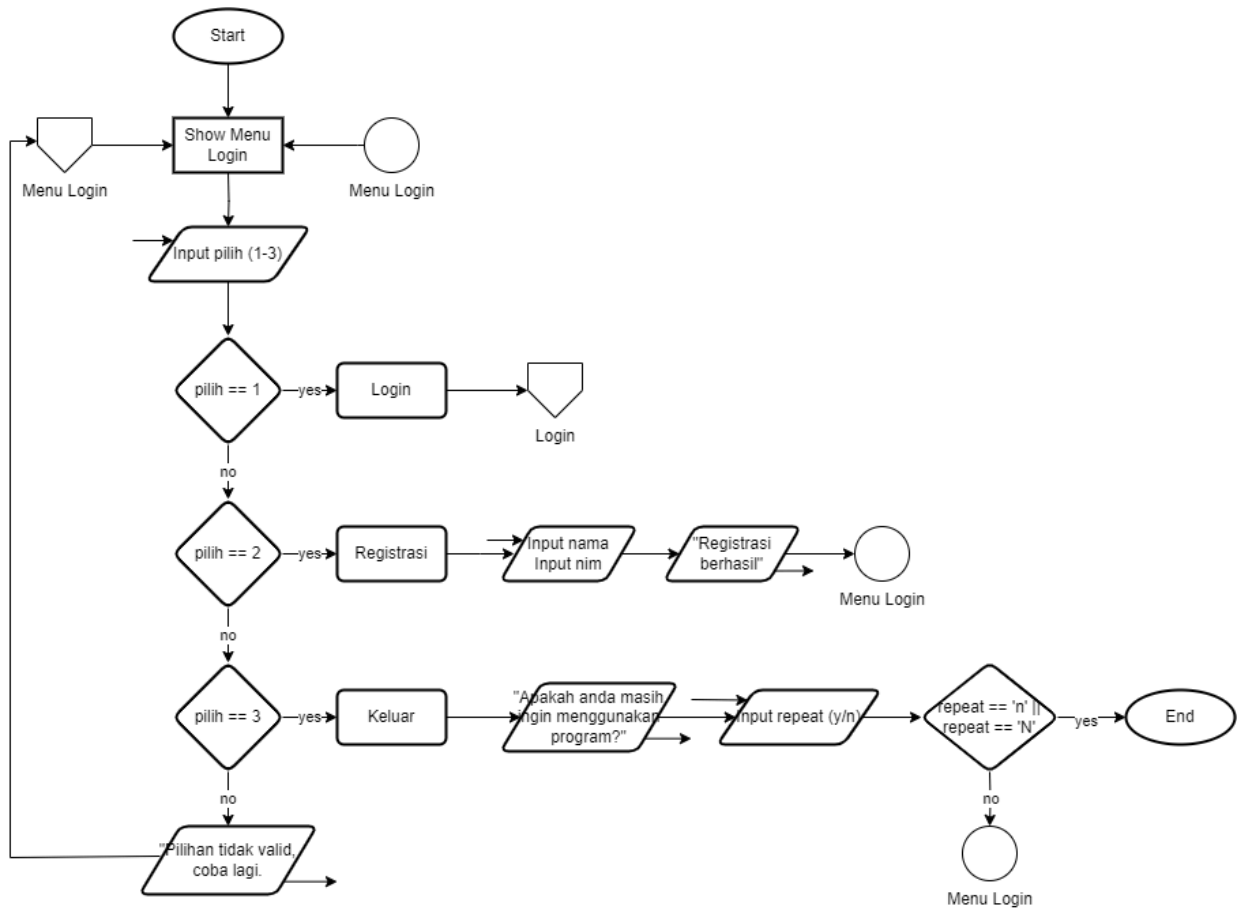 Start
Show Menu
Login
Menu Login
Menu Login
Input pilih (1-3)
pilih == 1
yes
Login
Login
no
pilih == 2
yes
Registrasi
Input nama
Input nim
"Registrasi
berhasil"
Menu Login
no
pilih == 3
yes
Keluar
"Apakah anda masih
ingin menggunakan
program?"
Input repeat (y/n)
repeat == 'n' ||
repeat == 'N'
yes
End
no
no
Menu Login
"Pilihan tidak valid,
coba lagi.